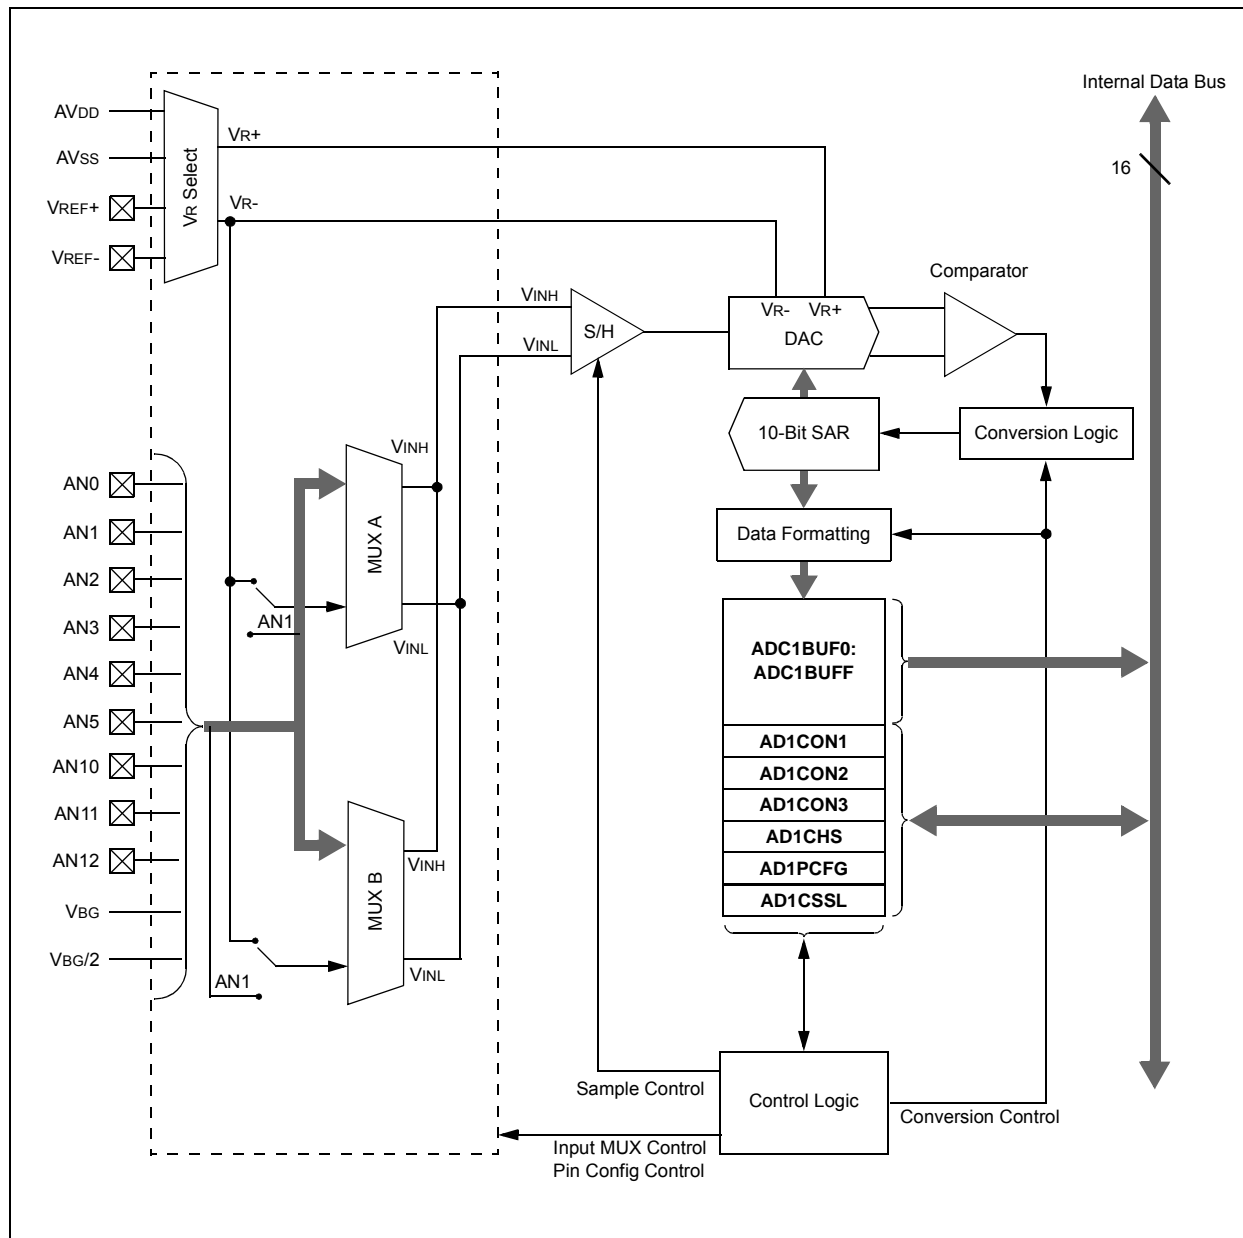 Internal Data Bus
16
AVDD
AVSS
VREF+
VREF-
VR Select
VR+
VR-
VINH
VINL
S/H
VR- VR+
DAC
Comparator
10-Bit SAR
Conversion Logic
Data Formatting
AN0
AN1
AN2
AN3
AN4
AN5
AN10
AN11
AN12
VBG
VBG/2
VINH
MUX A
AN1
VINL
VINH
MUX B
AN1
VINL
ADC1BUF0:
ADC1BUFF
AD1CON1
AD1CON2
AD1CON3
AD1CHS
AD1PCFG
AD1CSSL
Sample Control
Control Logic
Conversion Control
Input MUX Control
Pin Config Control